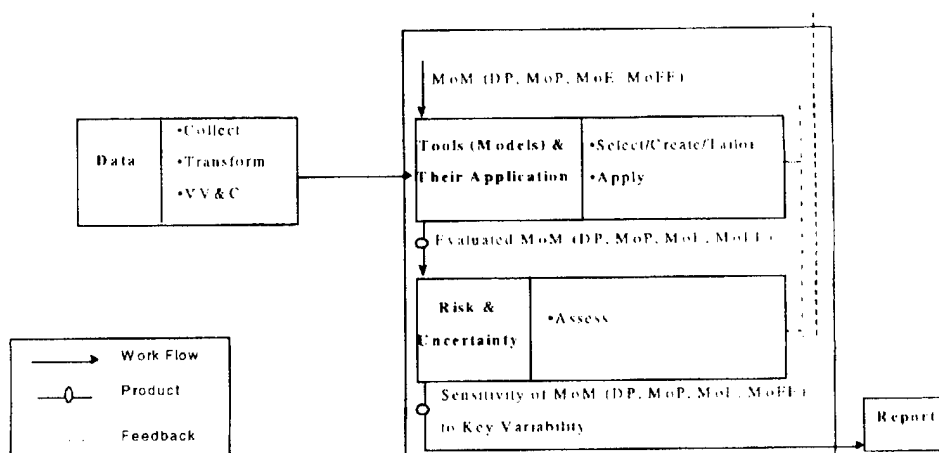 MoM (DP, MoP, MoE MoFE)
Data
•Collect
•Transform
•VV&C
Tools (Models) &
Their Application
•Select/Create/Tailor
•Apply
Evaluated MoM (DP, MoP, MoE, MoFE)
Risk &
Uncertainty
•Assess
Sensitivity of MoM (DP, MoP, MoE, MoFE)
to Key Variability
Report
Work Flow
Product
Feedback